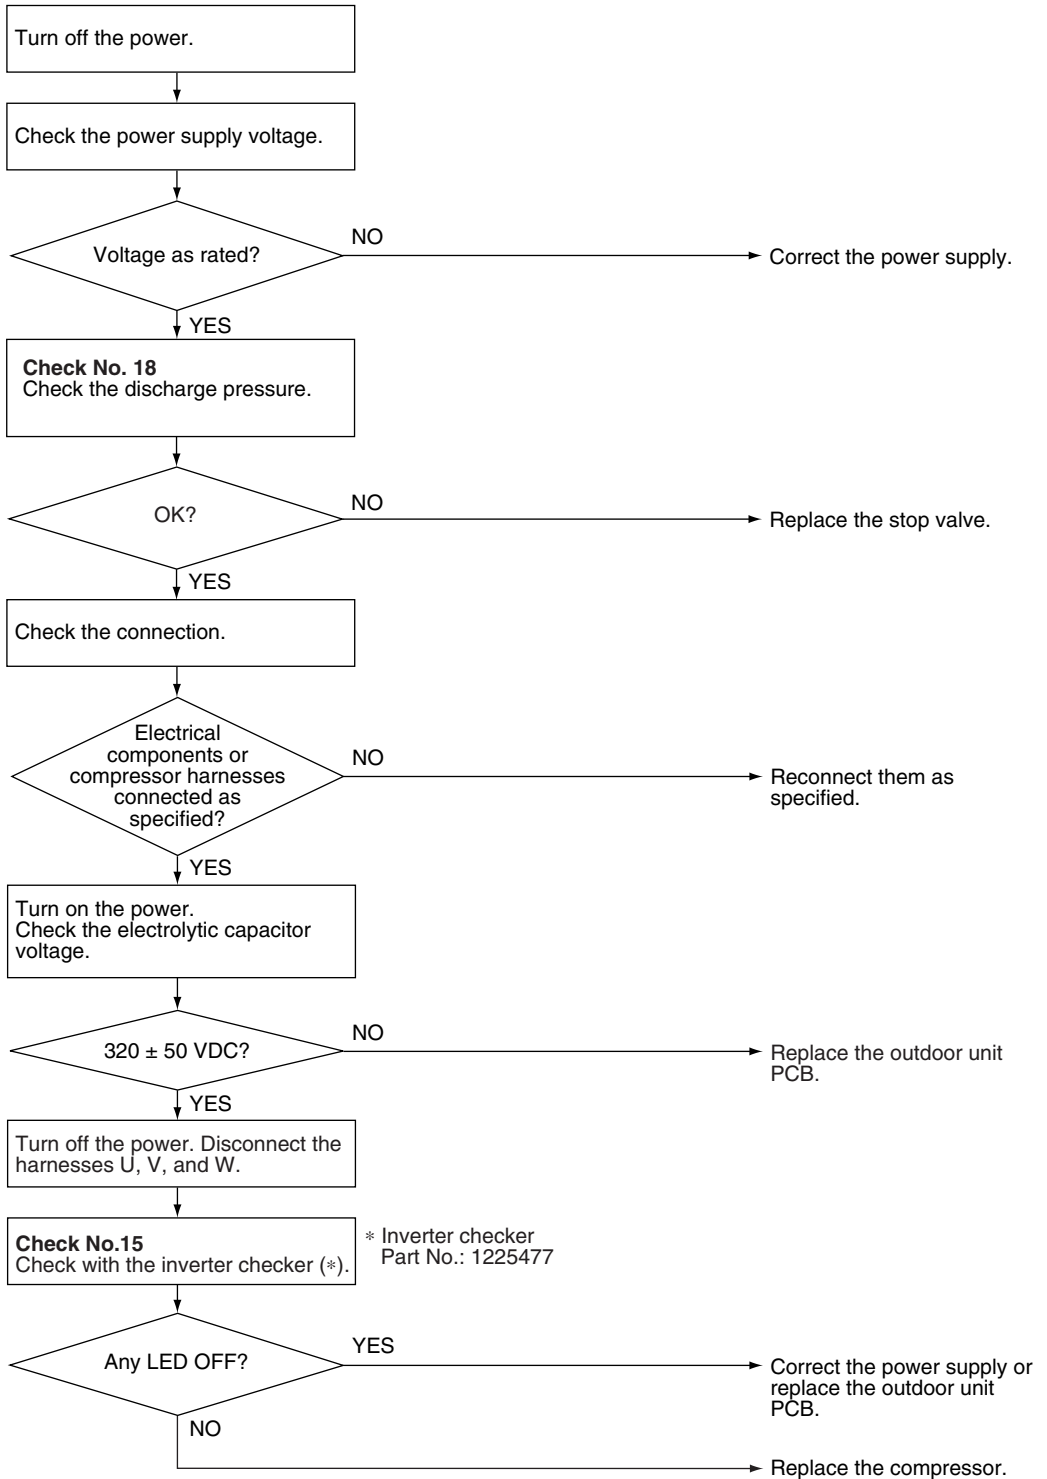 Turn off the power.
Check the power supply voltage.
Voltage as rated?
NO
Correct the power supply.
YES
Check No. 18
Check the discharge pressure.
OK?
NO
Replace the stop valve.
YES
Check the connection.
Electrical
components or
compressor harnesses
connected as
specified?
NO
Reconnect them as
specified.
YES
Turn on the power.
Check the electrolytic capacitor
voltage.
320 ± 50 VDC?
NO
Replace the outdoor unit
PCB.
YES
Turn off the power. Disconnect the
harnesses U, V, and W.
Check No.15
Check with the inverter checker (*).
* Inverter checker
Part No.: 1225477
Any LED OFF?
YES
Correct the power supply or
replace the outdoor unit
PCB.
NO
Replace the compressor.